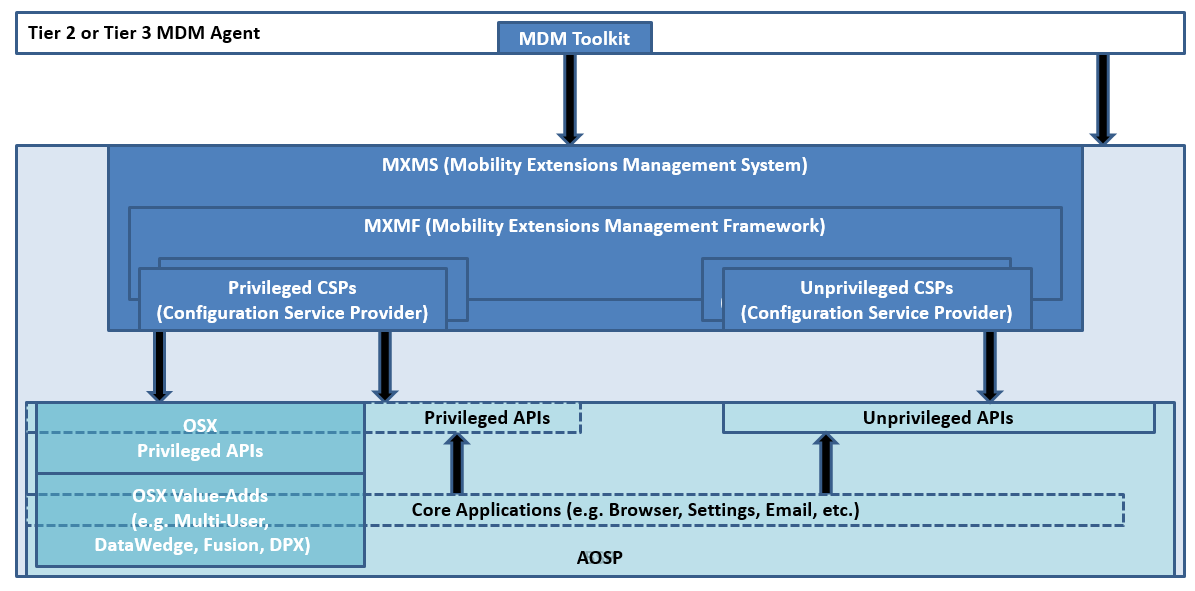 Tier 2 or Tier 3 MDM Agent
MDM Toolkit
MXMS (Mobility Extensions Management System)
MXMF (Mobility Extensions Management Framework)
Privileged CSPs
(Configuration Service Provider)
Unprivileged CSPs
(Configuration Service Provider)
OSX
Privileged APIs
Privileged APIs
Unprivileged APIs
OSX Value-Adds
(e.g. Multi-User,
DataWedge, Fusion, DPX)
Core Applications (e.g. Browser, Settings, Email, etc.)
AOSP